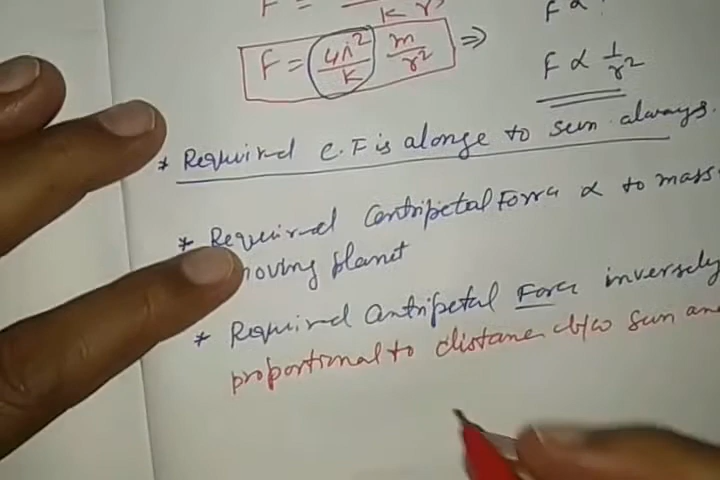 F =
K r
F ∝
F = 4π² / K m / r² ⇒
F ∝ 1 / r²
* Required C.F is alonge to sun always.
* Required Centripetal Force ∝ to mass
moving planet
* Required Centripetal Force inversely
proportional to distance b/w sun and